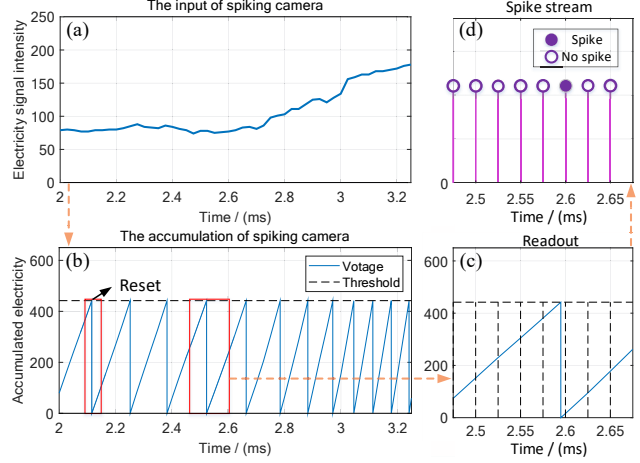 The input of spiking camera
(a)
Electricity signal intensity
250
200
150
100
50
0
2 2.2 2.4 2.6 2.8 3 3.2
Time / (ms)
Spike stream
(d)
Spike
No spike
2.5 2.55 2.6 2.65
Time / (ms)
The accumulation of spiking camera
(b)
Reset
Votage
Threshold
Accumulated electricity
600
400
200
0
2 2.2 2.4 2.6 2.8 3 3.2
Time / (ms)
Readout
(c)
600
400
200
0
2.5 2.55 2.6 2.65
Time / (ms)